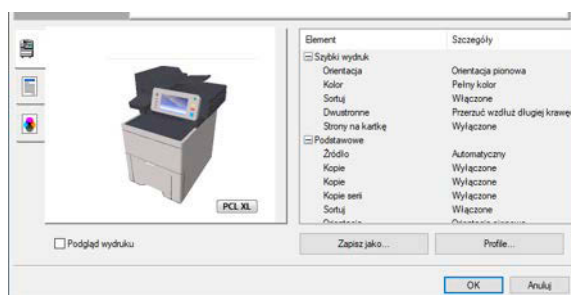 Element Szczegóły
Szybki wydruk
Orientacja Orientacja pionowa
Kolor Pełny kolor
Sortuj Włączone
Dwustronne Przerzuć wzdłuż długiej
Strony na kartkę Wyłączone
Podstawowe
Źródło Automatyczny
Kopie Wyłączone
Kopie Wyłączone
Kopie serii Wyłączone
Sortuj Włączone
PCL XL
Podgląd wydruku
Zapisz jako... Profile...
OK Anuluj